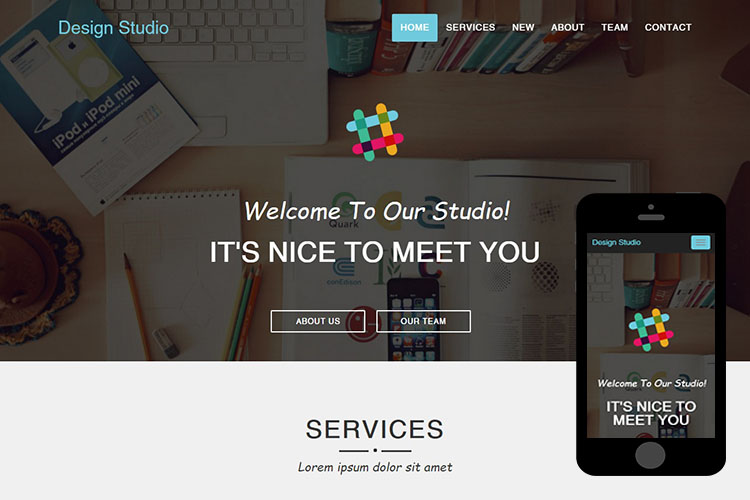 Design Studio
HOME SERVICES NEW ABOUT TEAM CONTACT
iPod и iPod mini
Quark
conEdison
Welcome To Our Studio!
IT'S NICE TO MEET YOU
ABOUT US
OUR TEAM
SERVICES
Lorem ipsum dolor sit amet
Design Studio
Welcome To Our Studio!
IT'S NICE TO
MEET YOU